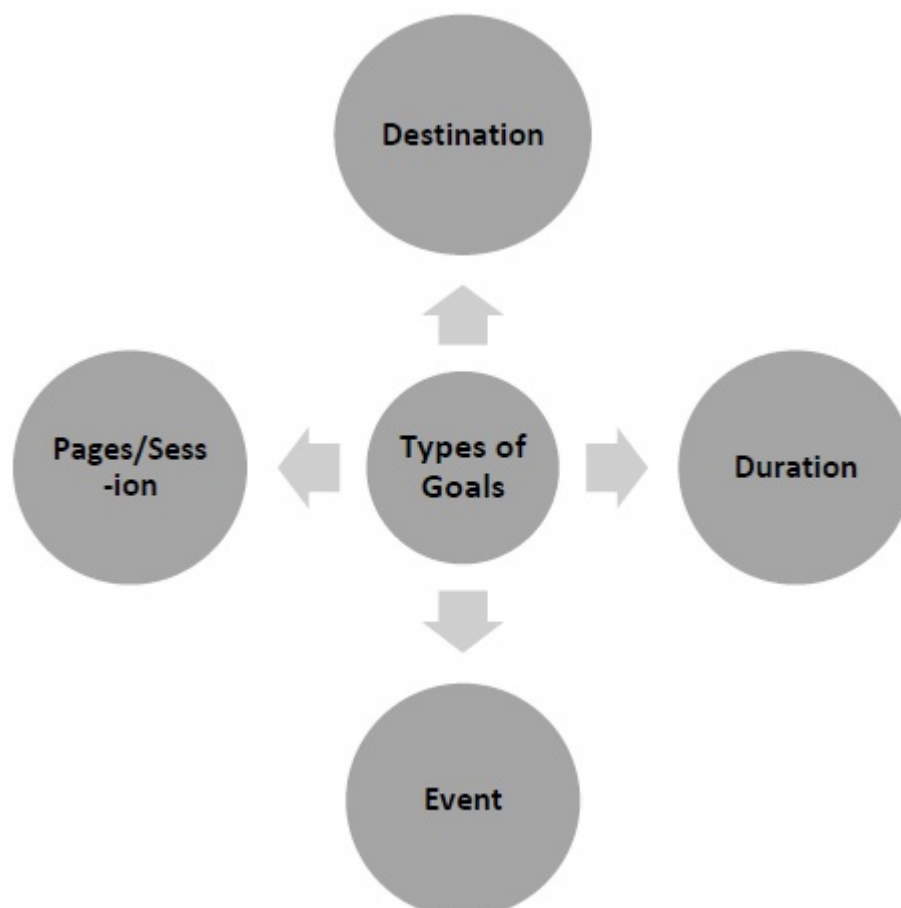 Destination
Pages/Sess
-ion
Types of
Goals
Duration
Event